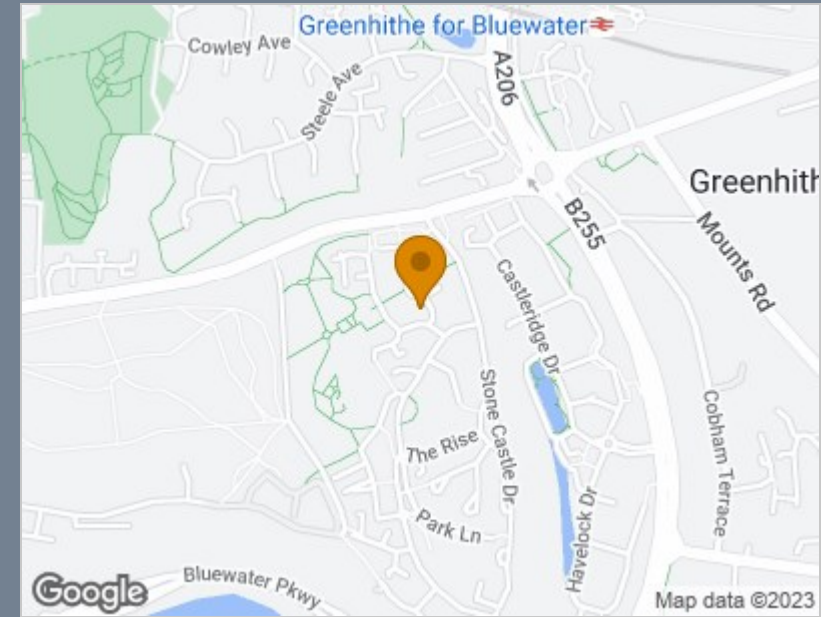 Greenhithe for Bluewater
Cowley Ave
Steele Ave
A206
Greenhith
B255
Mounts Rd
Castleridge Dr
Stone Castle Dr
Cobham Terrace
The Rise
Park Ln
Havelock Dr
Bluewater Pkwy
Google
Map data ©2023